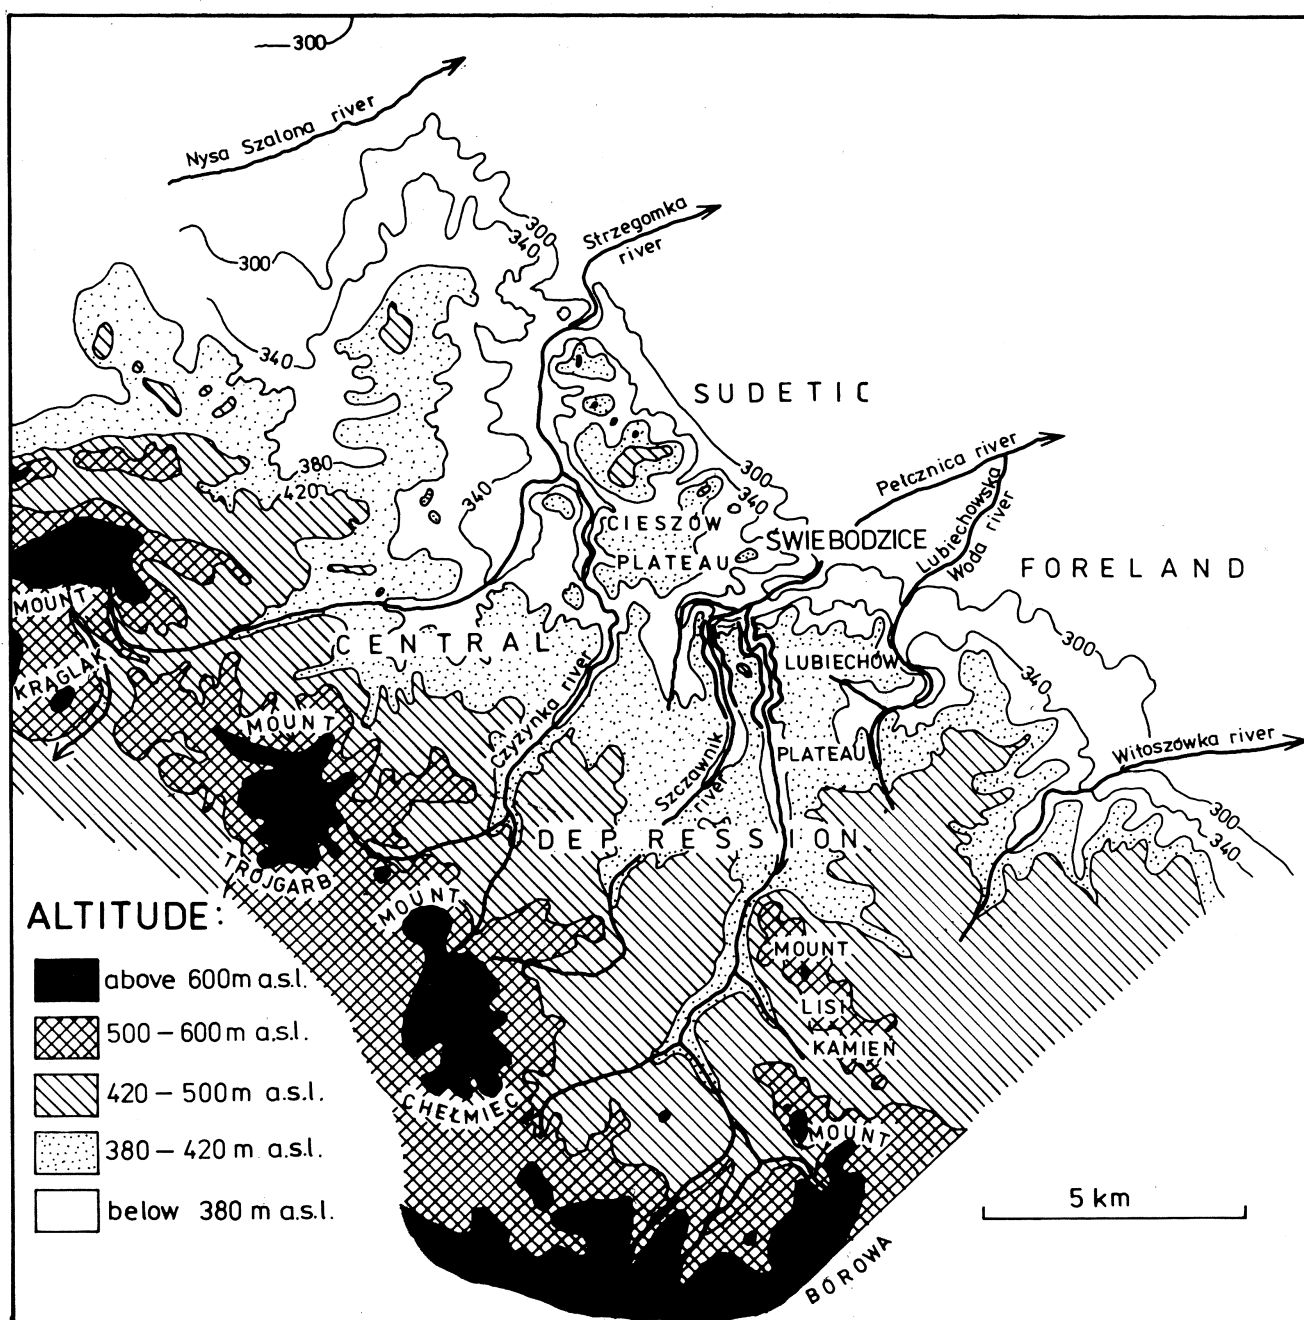 300
Nysa Szalona river
300
340
Strzegomka
river
300
340
SUDETIC
380
420
340
300
340
Pełcznica river
Lubiechowska
Woda river
CIESZÓW
PLATEAU
ŚWIEBODZICE
FORELAND
MOUNT
KRĄGLAK
CENTRAL
Czyżynka river
LUBIECHÓW
PLATEAU
300
340
MOUNT
TRÓJGARB
Szczawnik
river
Witoszówka river
300
340
DEPRESSION
MOUNT
CHEŁMIEC
MOUNT
LISI
KAMIEŃ
MOUNT
BOROWA
ALTITUDE:
above 600m a.s.l.
500 – 600m a.s.l.
420 – 500m a.s.l.
380 – 420 m a.s.l.
below 380 m a.s.l.
5 km